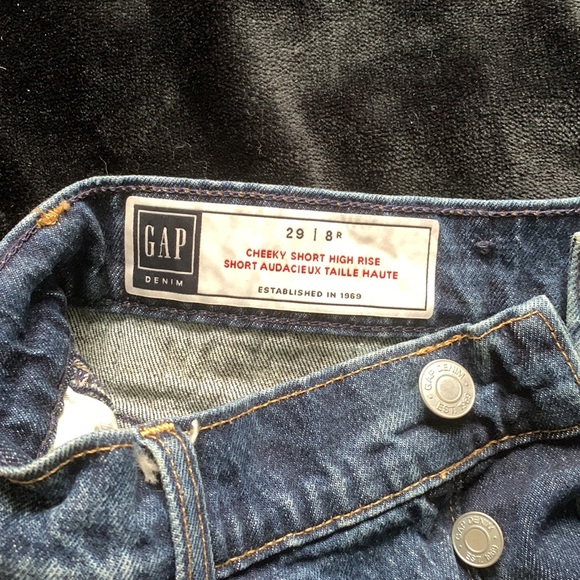 GAP
DENIM
29 | 8R
CHEEKY SHORT HIGH RISE
SHORT AUDACIEUX TAILLE HAUTE
ESTABLISHED IN 1969
GAP DENIM
EST. 1969
GAP DENIM
EST. 1969